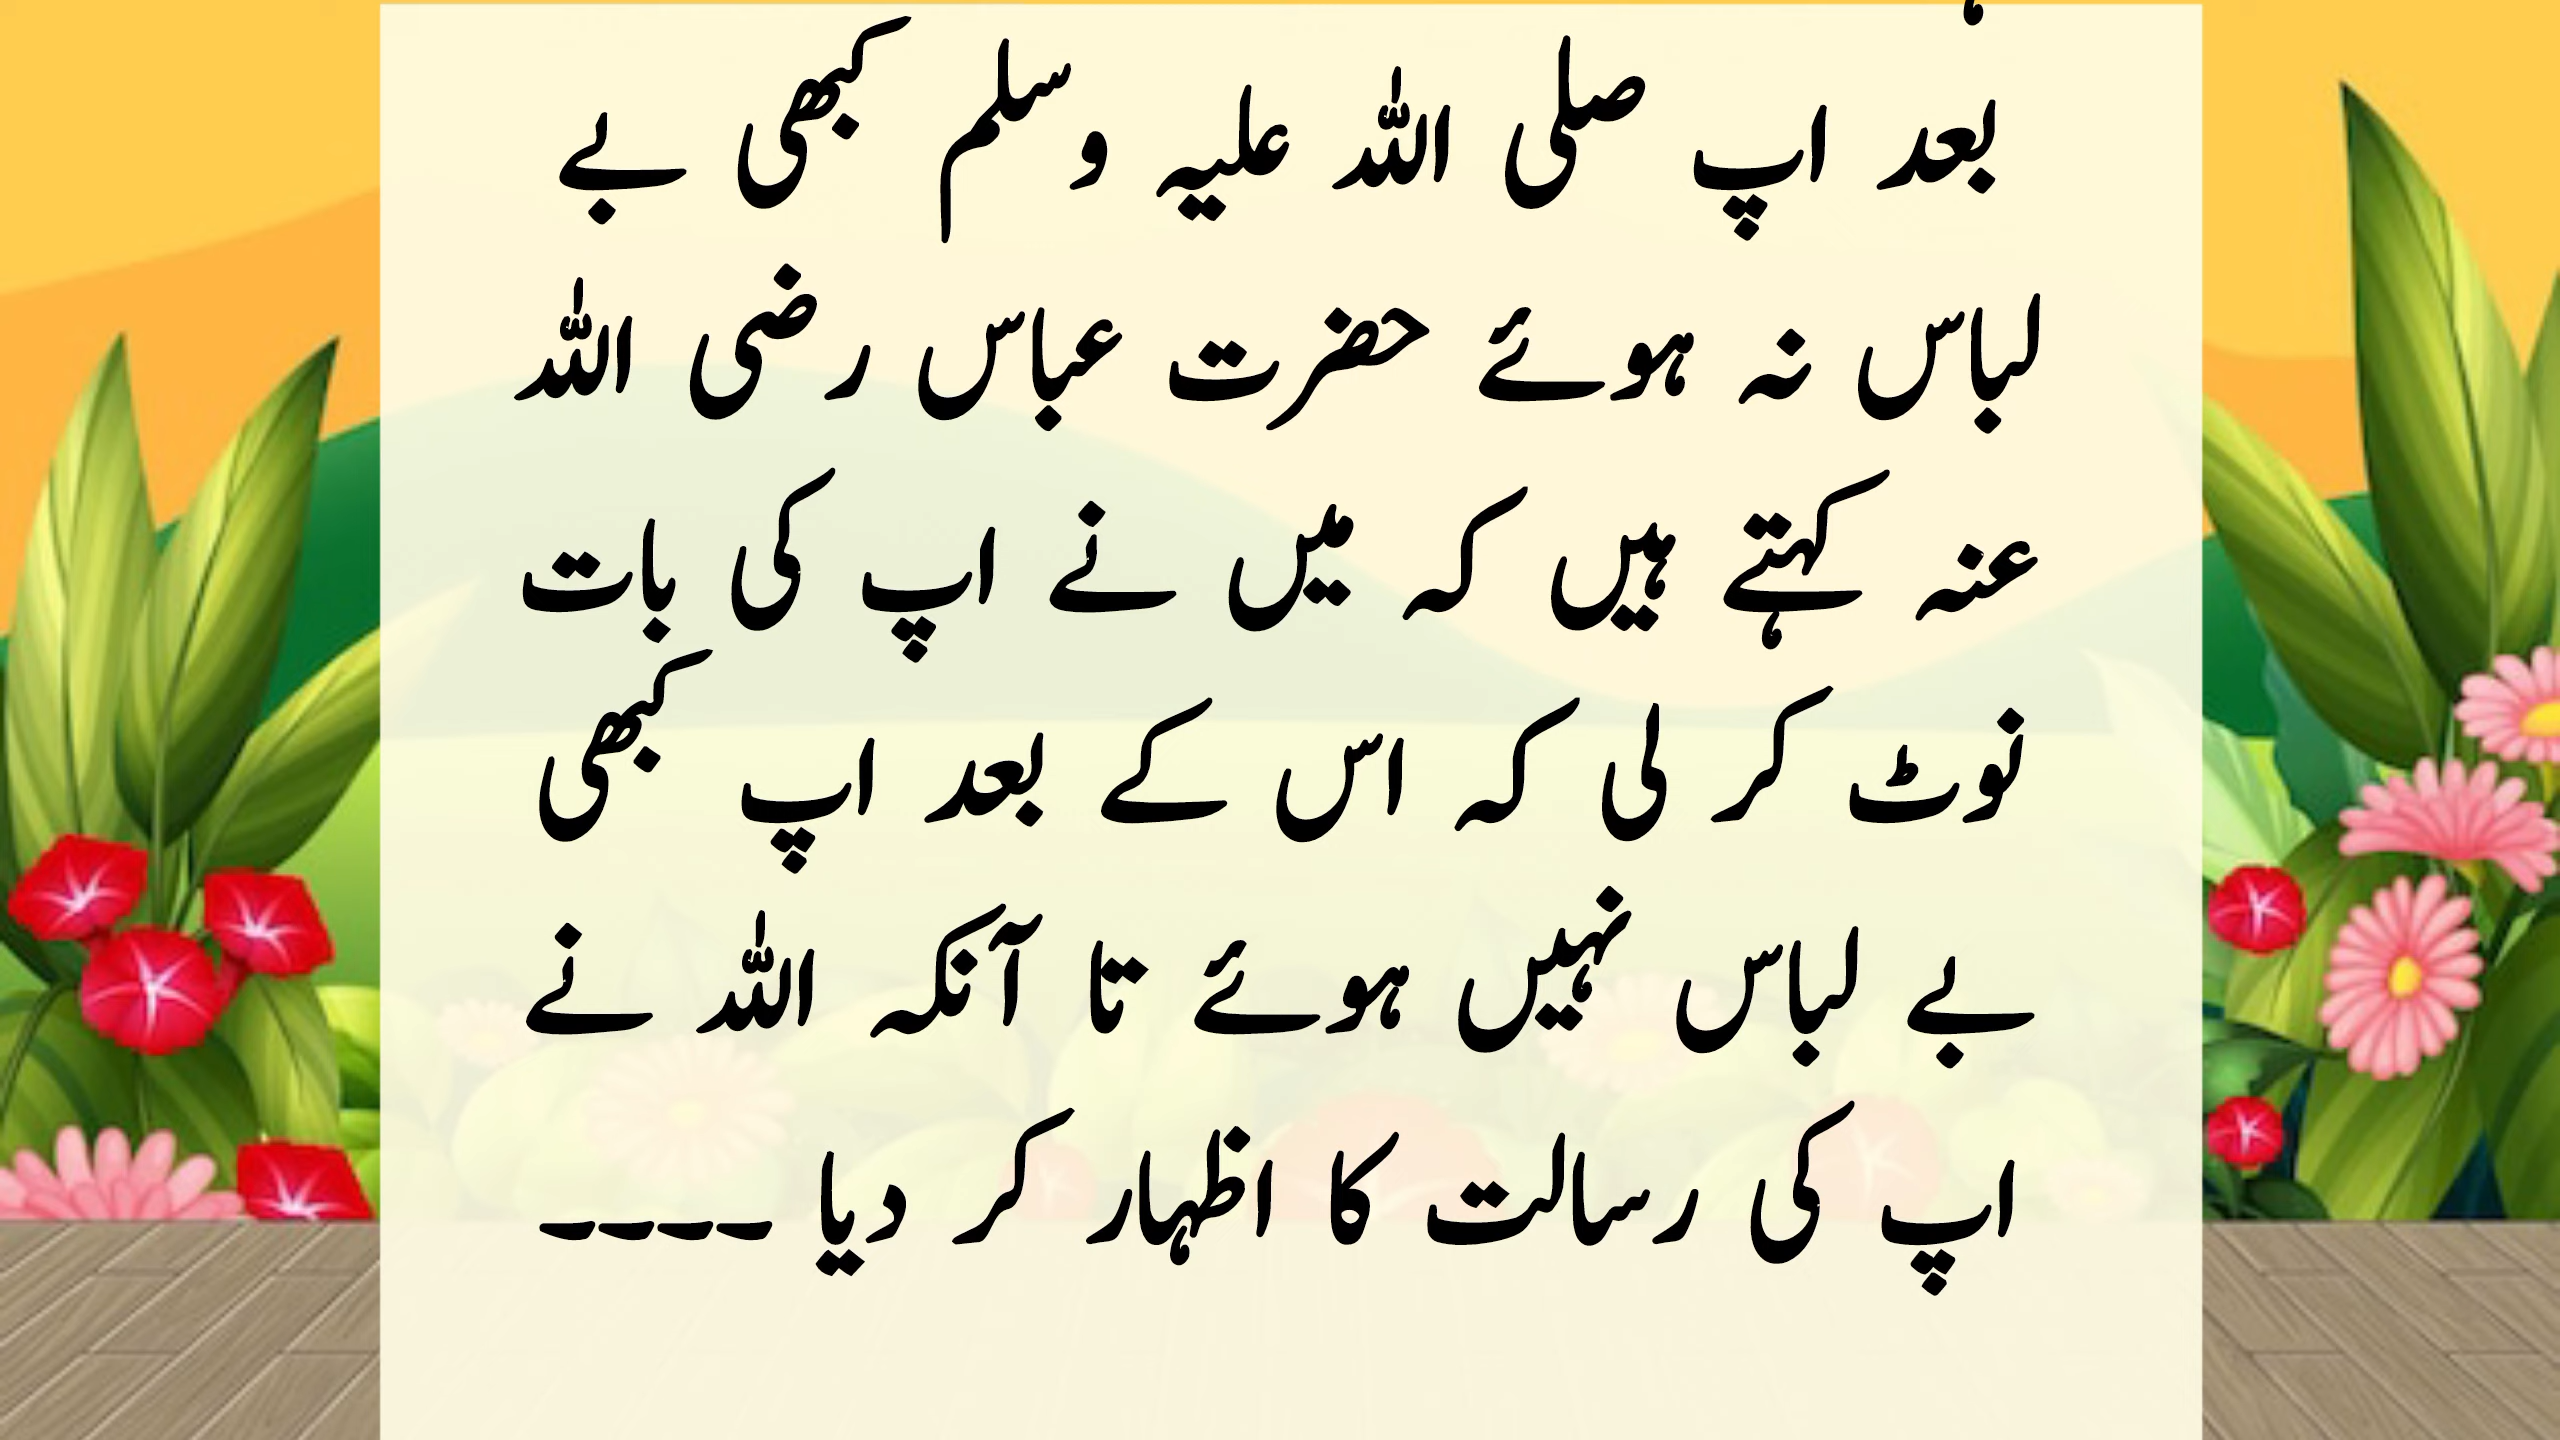 بعد اپ صلی اللہ علیہ وسلم کبھی بے
لباس نہ ہوئے حضرت عباس رضی اللہ
عنہ کہتے ہیں کہ میں نے اپ کی بات
نوٹ کر لی کہ اس کے بعد اپ کبھی
بے لباس نہیں ہوئے تا آنکہ اللہ نے
اپ کی رسالت کا اظہار کر دیا ۔۔۔۔